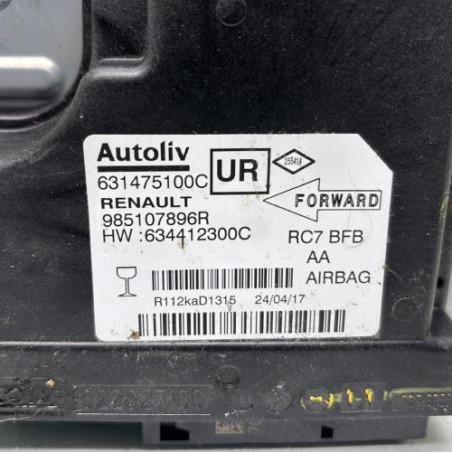 Autoliv
UR
631475100C
RENAULT
FORWARD
985107896R
HW :634412300C
RC7 BFB
AA
AIRBAG
R112kaD1315 24/04/17